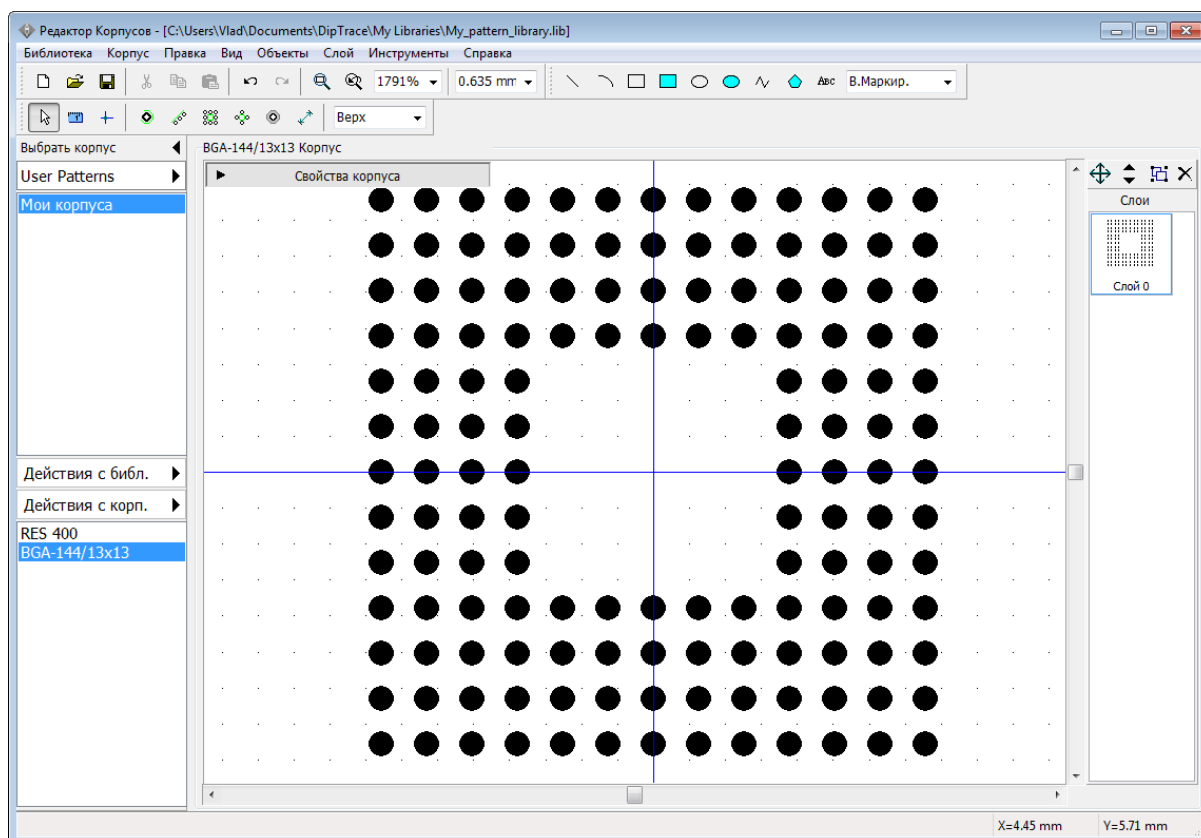 Редактор Корпусов - [C:\Users\Vlad\Documents\DipTrace\My Libraries\My_pattern_library.lib]
Библиотека Корпус Правка Вид Объекты Слой Инструменты Справка
1791% 0.635 mm ABC В.Маркир.
Верх
Выбрать корпус
BGA-144/13x13 Корпус
User Patterns
Свойства корпуса
Мои корпуса
Слои
Слой 0
Действия с библ.
Действия с корп.
RES 400
BGA-144/13x13
X=4.45 mm Y=5.71 mm